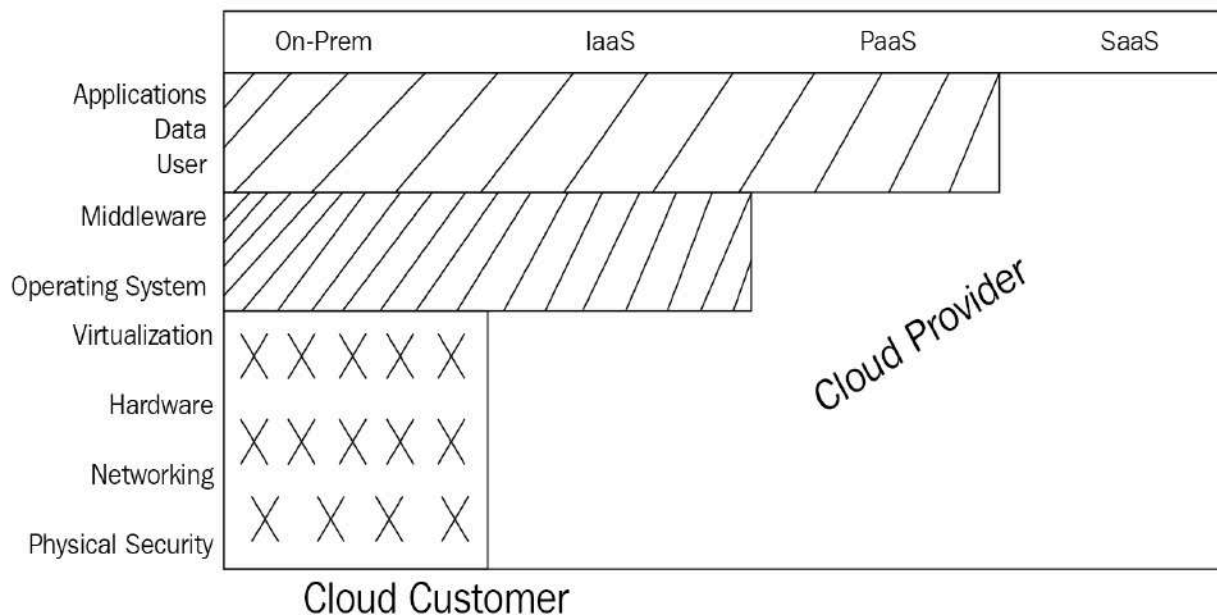 On-Prem IaaS PaaS SaaS
Applications
Data
User
Middleware
Operating System
Virtualization
Hardware
Networking
Physical Security
Cloud Provider
Cloud Customer